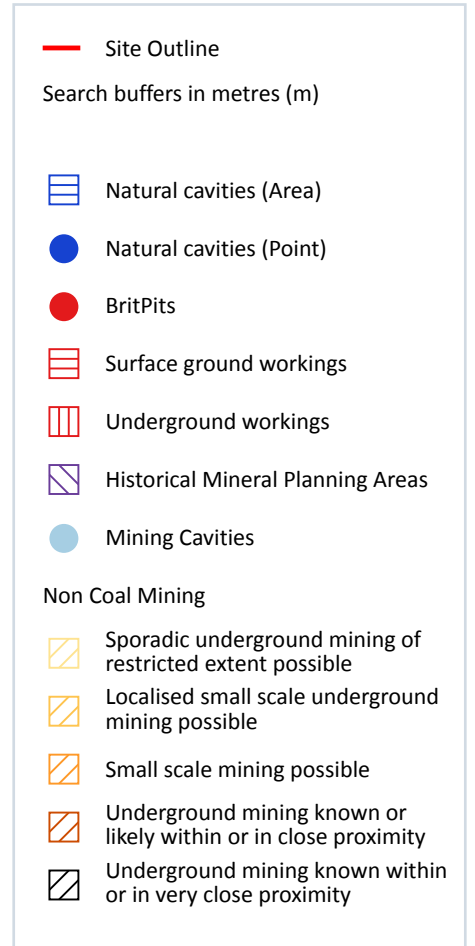 Site Outline
Search buffers in metres (m)
Natural cavities (Area)
Natural cavities (Point)
BritPits
Surface ground workings
Underground workings
Historical Mineral Planning Areas
Mining Cavities
Non Coal Mining
Sporadic underground mining of
restricted extent possible
Localised small scale underground
mining possible
Small scale mining possible
Underground mining known or
likely within or in close proximity
Underground mining known within
or in very close proximity